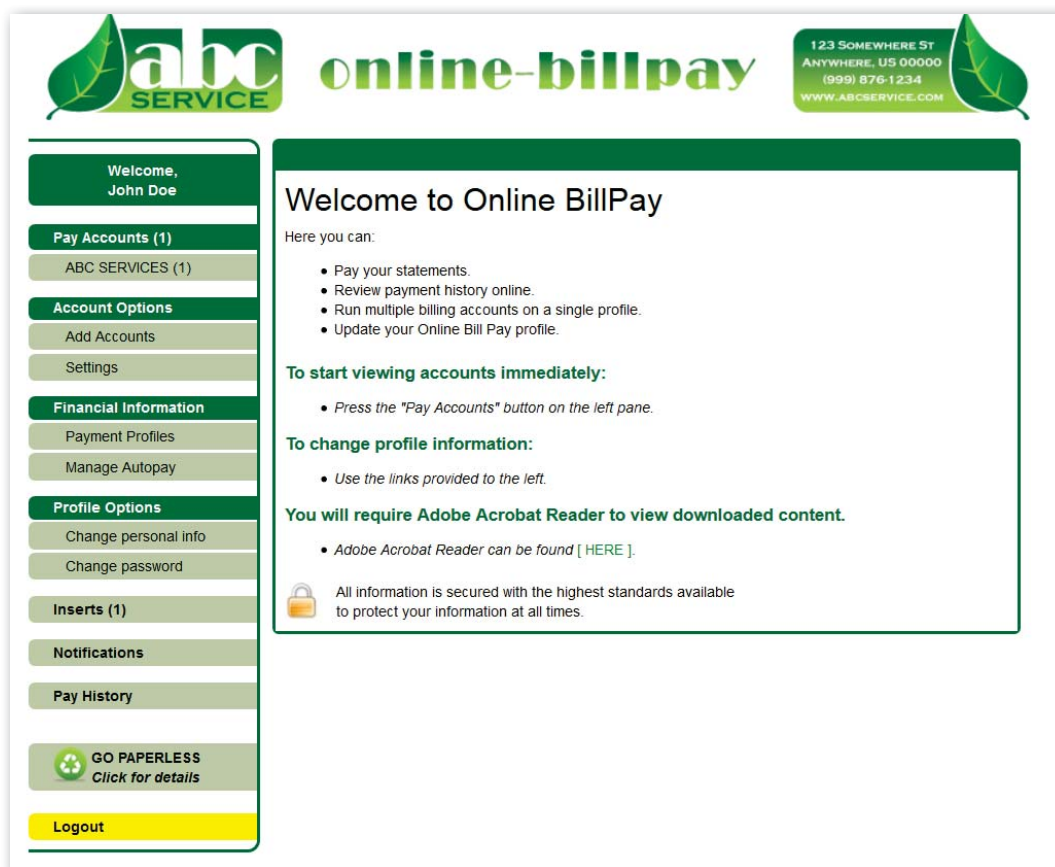 abc
SERVICE
online-billpay
123 SOMEWHERE ST
ANYWHERE, US 00000
(999) 876-1234
WWW.ABCSERVICE.COM
Welcome,
John Doe
Pay Accounts (1)
ABC SERVICES (1)
Account Options
Add Accounts
Settings
Financial Information
Payment Profiles
Manage Autopay
Profile Options
Change personal info
Change password
Inserts (1)
Notifications
Pay History
GO PAPERLESS
Click for details
Logout
Welcome to Online BillPay
Here you can:
• Pay your statements.
• Review payment history online.
• Run multiple billing accounts on a single profile.
• Update your Online Bill Pay profile.
To start viewing accounts immediately:
• Press the "Pay Accounts" button on the left pane.
To change profile information:
• Use the links provided to the left.
You will require Adobe Acrobat Reader to view downloaded content.
• Adobe Acrobat Reader can be found [ HERE ].
All information is secured with the highest standards available
to protect your information at all times.